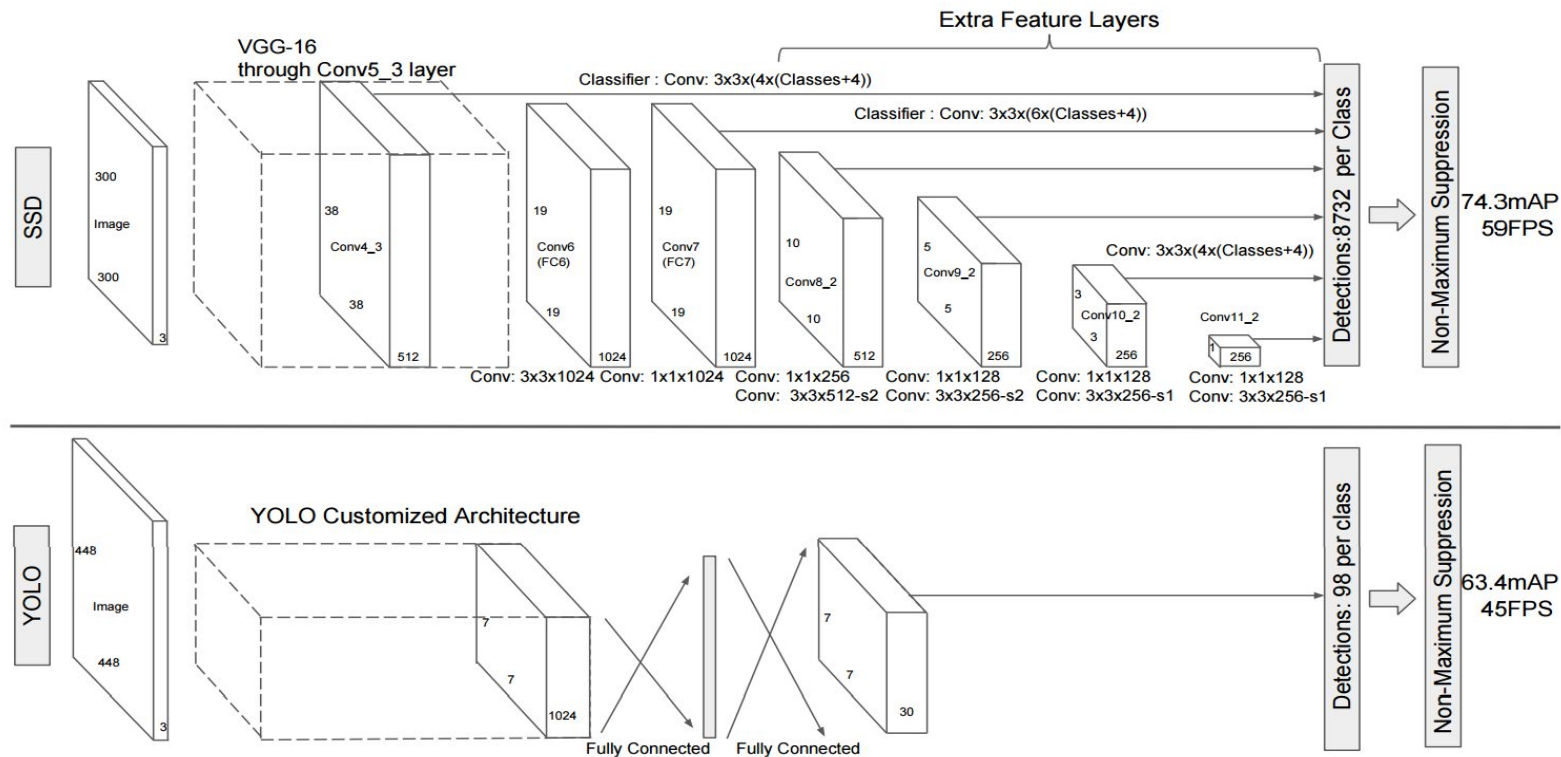 Extra Feature Layers
VGG-16
through Conv5_3 layer
Classifier : Conv: 3x3x(4x(Classes+4))
Classifier : Conv: 3x3x(6x(Classes+4))
SSD
300
Image
300
3
38
Conv4_3
38
512
19
Conv6
(FC6)
19
1024
19
Conv7
(FC7)
19
1024
10
Conv8_2
10
512
5
Conv9_2
5
256
Conv: 3x3x(4x(Classes+4))
3
Conv10_2
3
256
Conv11_2
1
256
Conv: 3x3x1024
Conv: 1x1x1024
Conv: 1x1x256
Conv: 3x3x512-s2
Conv: 1x1x128
Conv: 3x3x256-s2
Conv: 1x1x128
Conv: 3x3x256-s1
Conv: 1x1x128
Conv: 3x3x256-s1
Detections:8732 per Class
Non-Maximum Suppression
74.3mAP
59FPS
YOLO
448
Image
448
3
YOLO Customized Architecture
7
7
1024
Fully Connected
Fully Connected
7
7
30
Detections: 98 per class
Non-Maximum Suppression
63.4mAP
45FPS